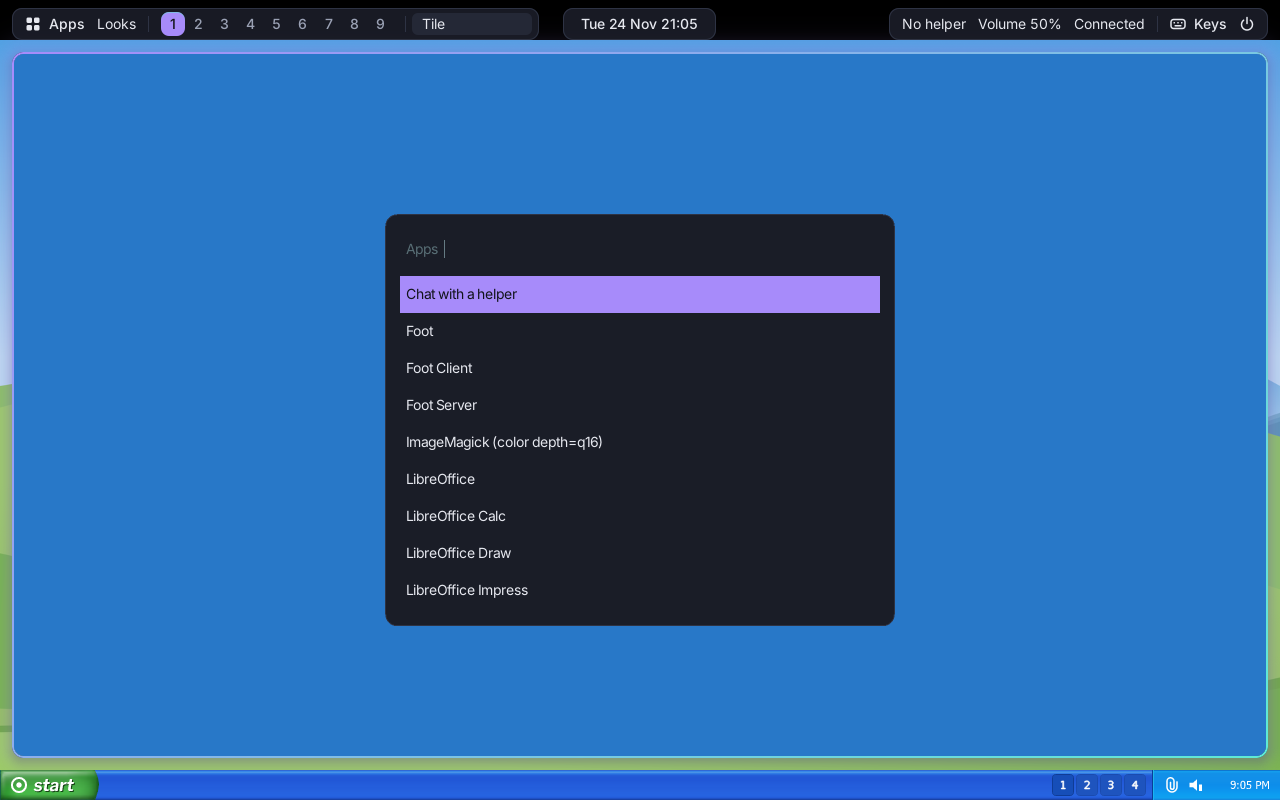 Apps Looks 1 2 3 4 5 6 7 8 9 Tile Tue 24 Nov 21:05 No helper Volume 50% Connected Keys
Apps
Chat with a helper
Foot
Foot Client
Foot Server
ImageMagick (color depth=q16)
LibreOffice
LibreOffice Calc
LibreOffice Draw
LibreOffice Impress
start 1 2 3 4 9:05 PM